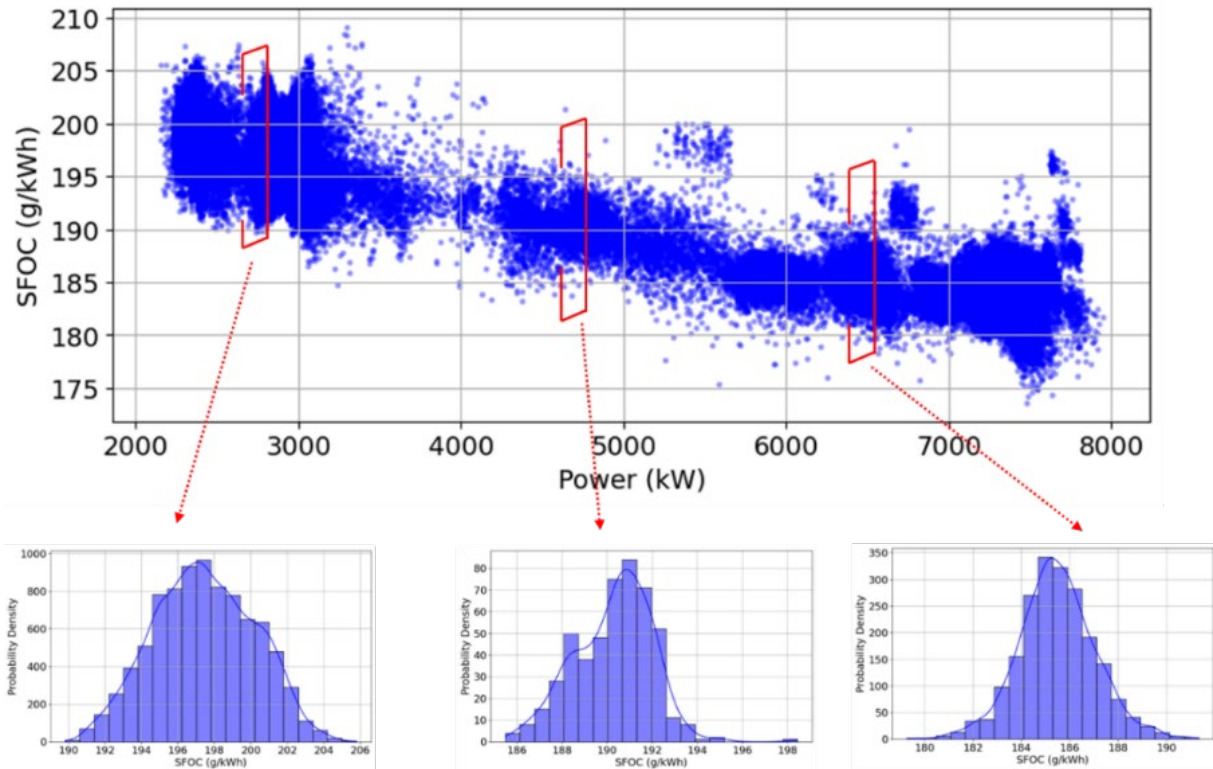 210
205
200
195
190
185
180
175
SFOC (g/kWh)
2000 3000 4000 5000 6000 7000 8000
Power (kW)
1000
800
600
400
200
0
Probability Density
190 192 194 196 198 200 202 204 206
SFOC (g/kWh)
80
70
60
50
40
30
20
10
0
Probability Density
186 188 190 192 194 196 198
SFOC (g/kWh)
350
300
250
200
150
100
50
0
Probability Density
180 182 184 186 188 190
SFOC (g/kWh)